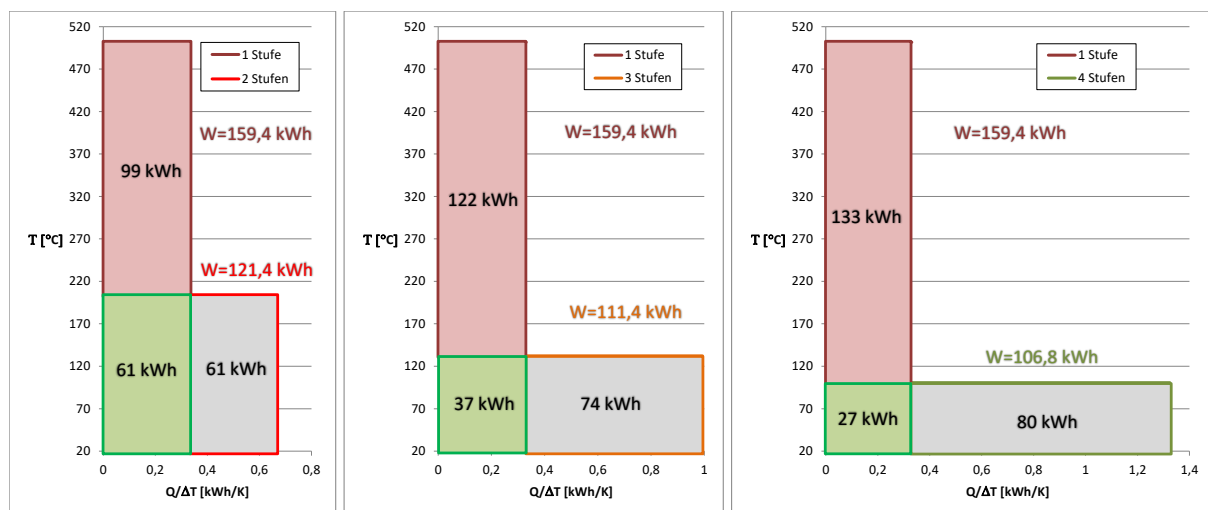 520
470
420
370
320
T [°C]
270
220
170
120
70
20
1 Stufe
2 Stufen
W=159,4 kWh
99 kWh
W=121,4 kWh
61 kWh
61 kWh
0
0,2
0,4
0,6
0,8
Q/ΔT [kWh/K]
520
470
420
370
320
T [°C]
270
220
170
120
70
20
1 Stufe
3 Stufen
W=159,4 kWh
122 kWh
W=111,4 kWh
37 kWh
74 kWh
0
0,2
0,4
0,6
0,8
1
Q/ΔT [kWh/K]
520
470
420
370
320
T [°C]
270
220
170
120
70
20
1 Stufe
4 Stufen
W=159,4 kWh
133 kWh
W=106,8 kWh
27 kWh
80 kWh
0
0,2
0,4
0,6
0,8
1
1,2
1,4
Q/ΔT [kWh/K]